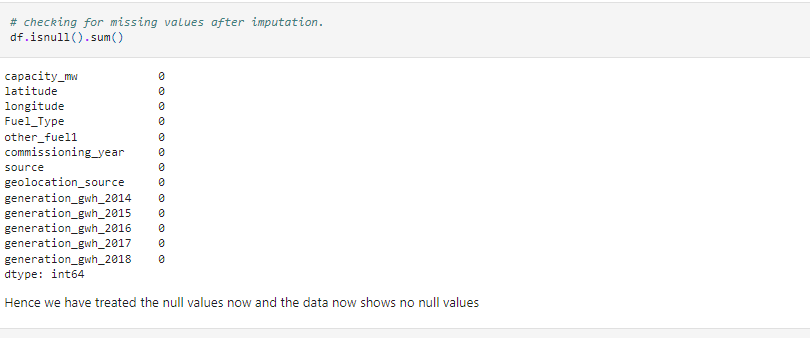 # checking for missing values after imputation.
df.isnull().sum()
capacity_mw 0
latitude 0
longitude 0
Fuel_Type 0
other_fuel1 0
commissioning_year 0
source 0
geolocation_source 0
generation_gwh_2014 0
generation_gwh_2015 0
generation_gwh_2016 0
generation_gwh_2017 0
generation_gwh_2018 0
dtype: int64
Hence we have treated the null values now and the data now shows no null values